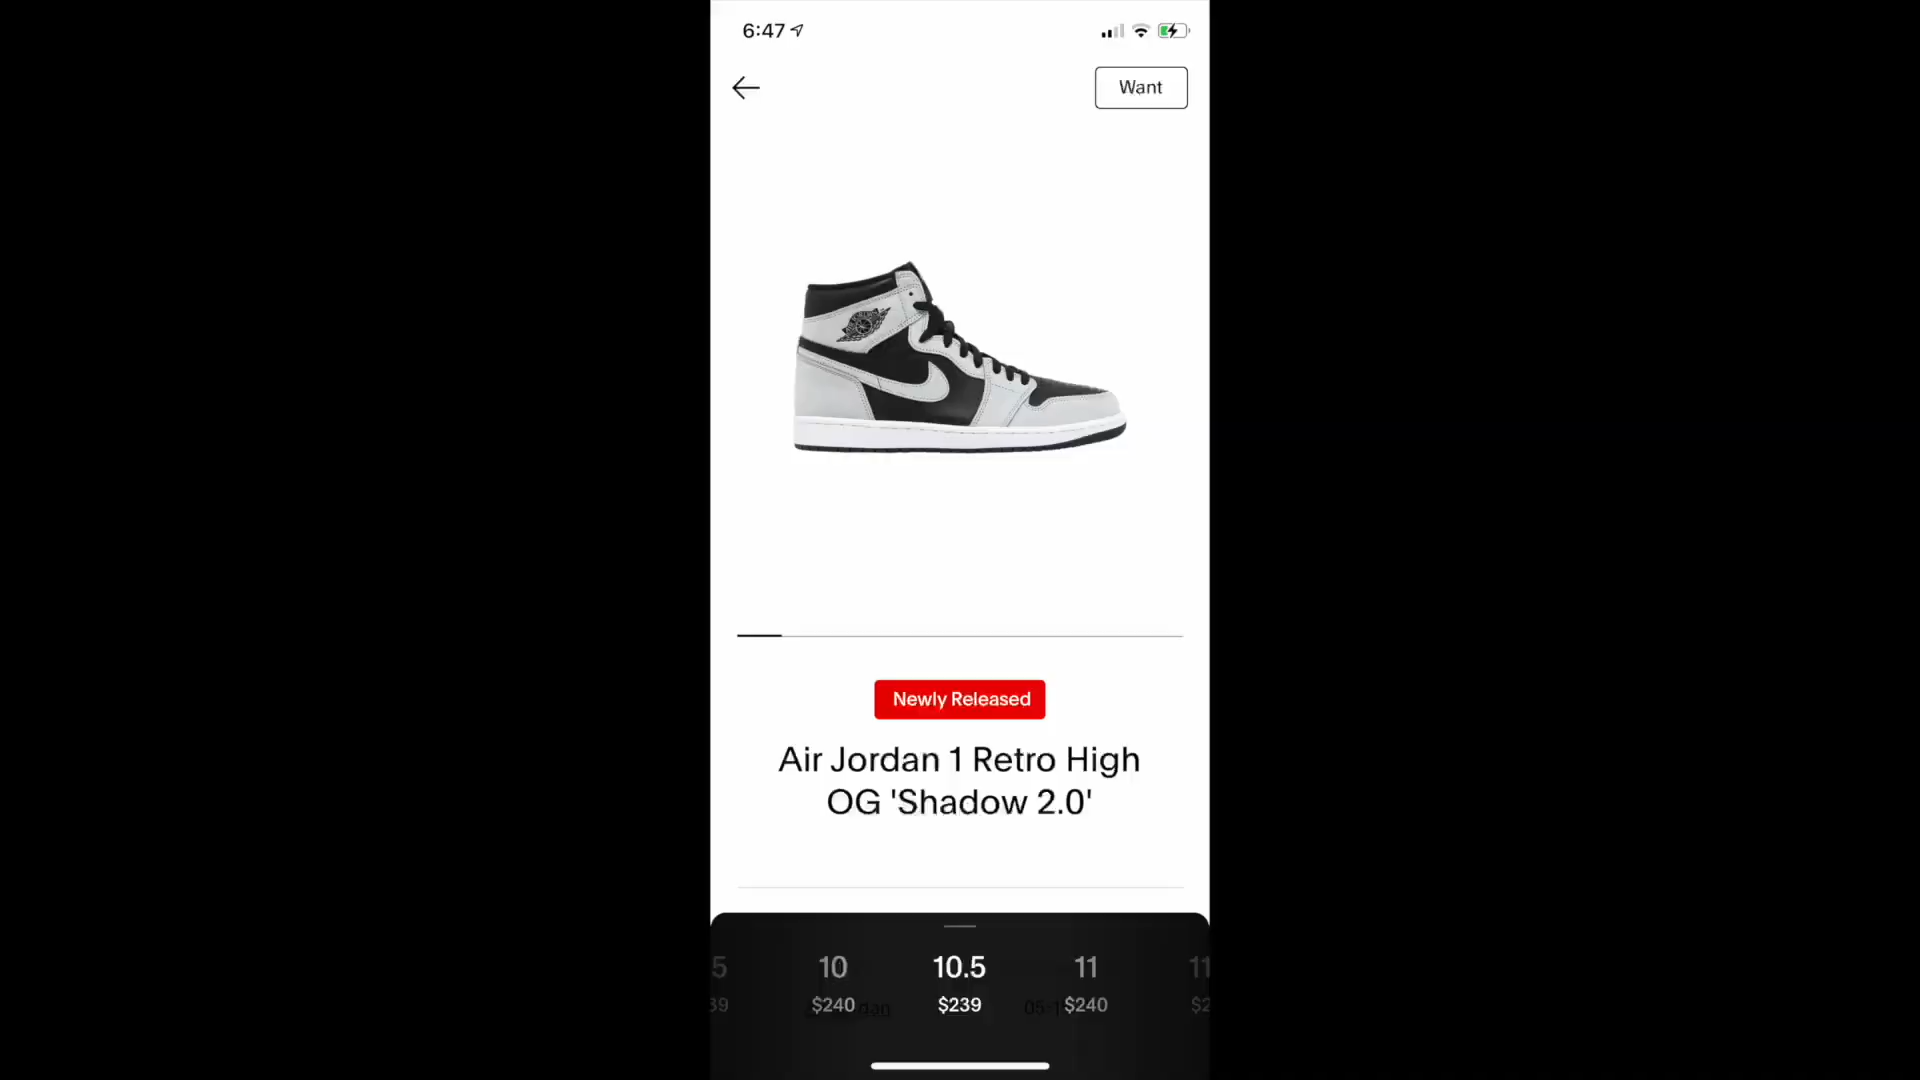 6:47
Want
Newly Released
Air Jordan 1 Retro High
OG 'Shadow 2.0'
10 10.5 11
$240 $239 $240